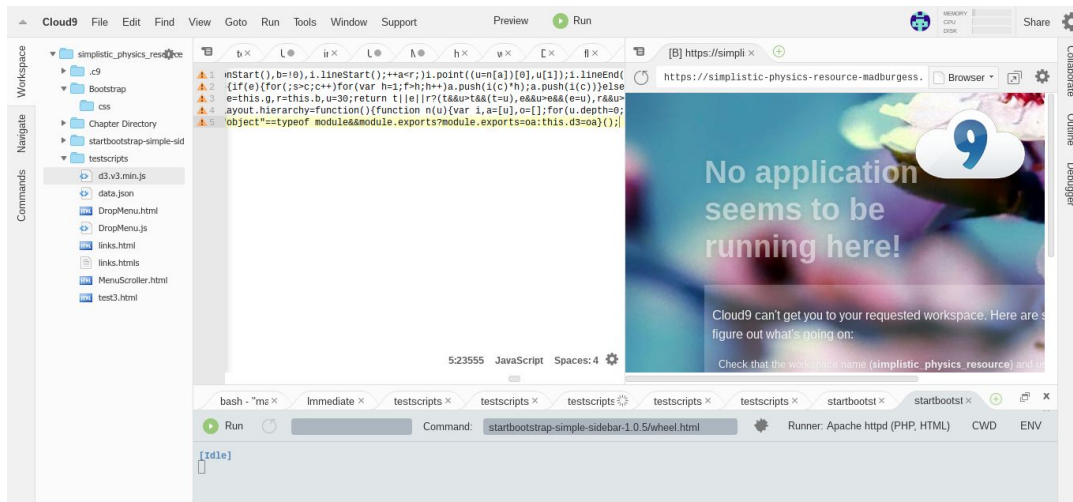 Cloud9 File Edit Find View Goto Run Tools Window Support Preview Run MEMORY CPU DISK Share
Workspace
Navigate
Commands
simplistic_physics_resource
.c9
Bootstrap
css
Chapter Directory
startbootstrap-simple-sid
testscripts
d3.v3.min.js
data.json
DropMenu.html
DropMenu.js
links.html
links.htmls
MenuScroller.html
test3.html
1 nStart(),b=!0),i.lineStart();++a<r;)i.point((u=n[a])[0],u[1]);i.lineEnd(
2 {if(e){for(;s>c;c++)for(var h=1;f>h;h++)a.push(i(c)*h);a.push(i(c))}else
3 e=this.g,r=this.b,u=30;return t||e||r?(t&&u>t&&(t=u),e&&u>e&&(e=u),r&&u>
4 ayout.hierarchy=function(){function n(u){var i,a=[u],o=[];for(u.depth=0;
5 object"==typeof module&&module.exports?module.exports=oa:this.d3=oa}();
5:23555 JavaScript Spaces: 4
[B] https://simpli
https://simplistic-physics-resource-madburgess. Browser
9
No application
seems to be
running here!
Cloud9 can't get you to your requested workspace. Here are
figure out what's going on:
Check that the workspace name (simplistic_physics_resource) and
Collaborate
Outline
Debugger
bash - "ma Immediate testscripts testscripts testscripts testscripts testscripts startbootst startbootst
Run Command: startbootstrap-simple-sidebar-1.0.5/wheel.html Runner: Apache httpd (PHP, HTML) CWD ENV
[Idle]